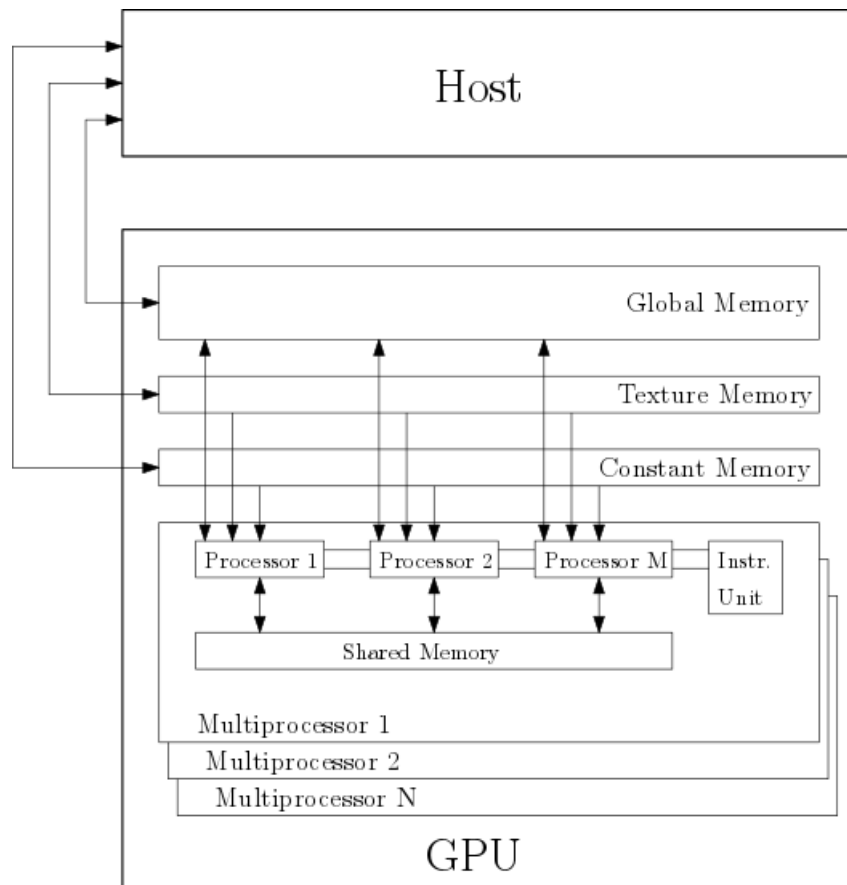 Host
Global Memory
Texture Memory
Constant Memory
Processor 1
Processor 2
Processor M
Instr.
Unit
Shared Memory
Multiprocessor 1
Multiprocessor 2
Multiprocessor N
GPU